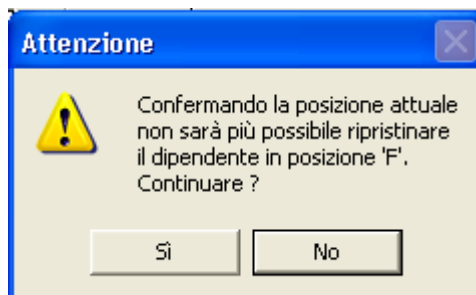 Attenzione
Confermando la posizione attuale
non sarà più possibile ripristinare
il dipendente in posizione 'F'.
Continuare ?
Sì
No